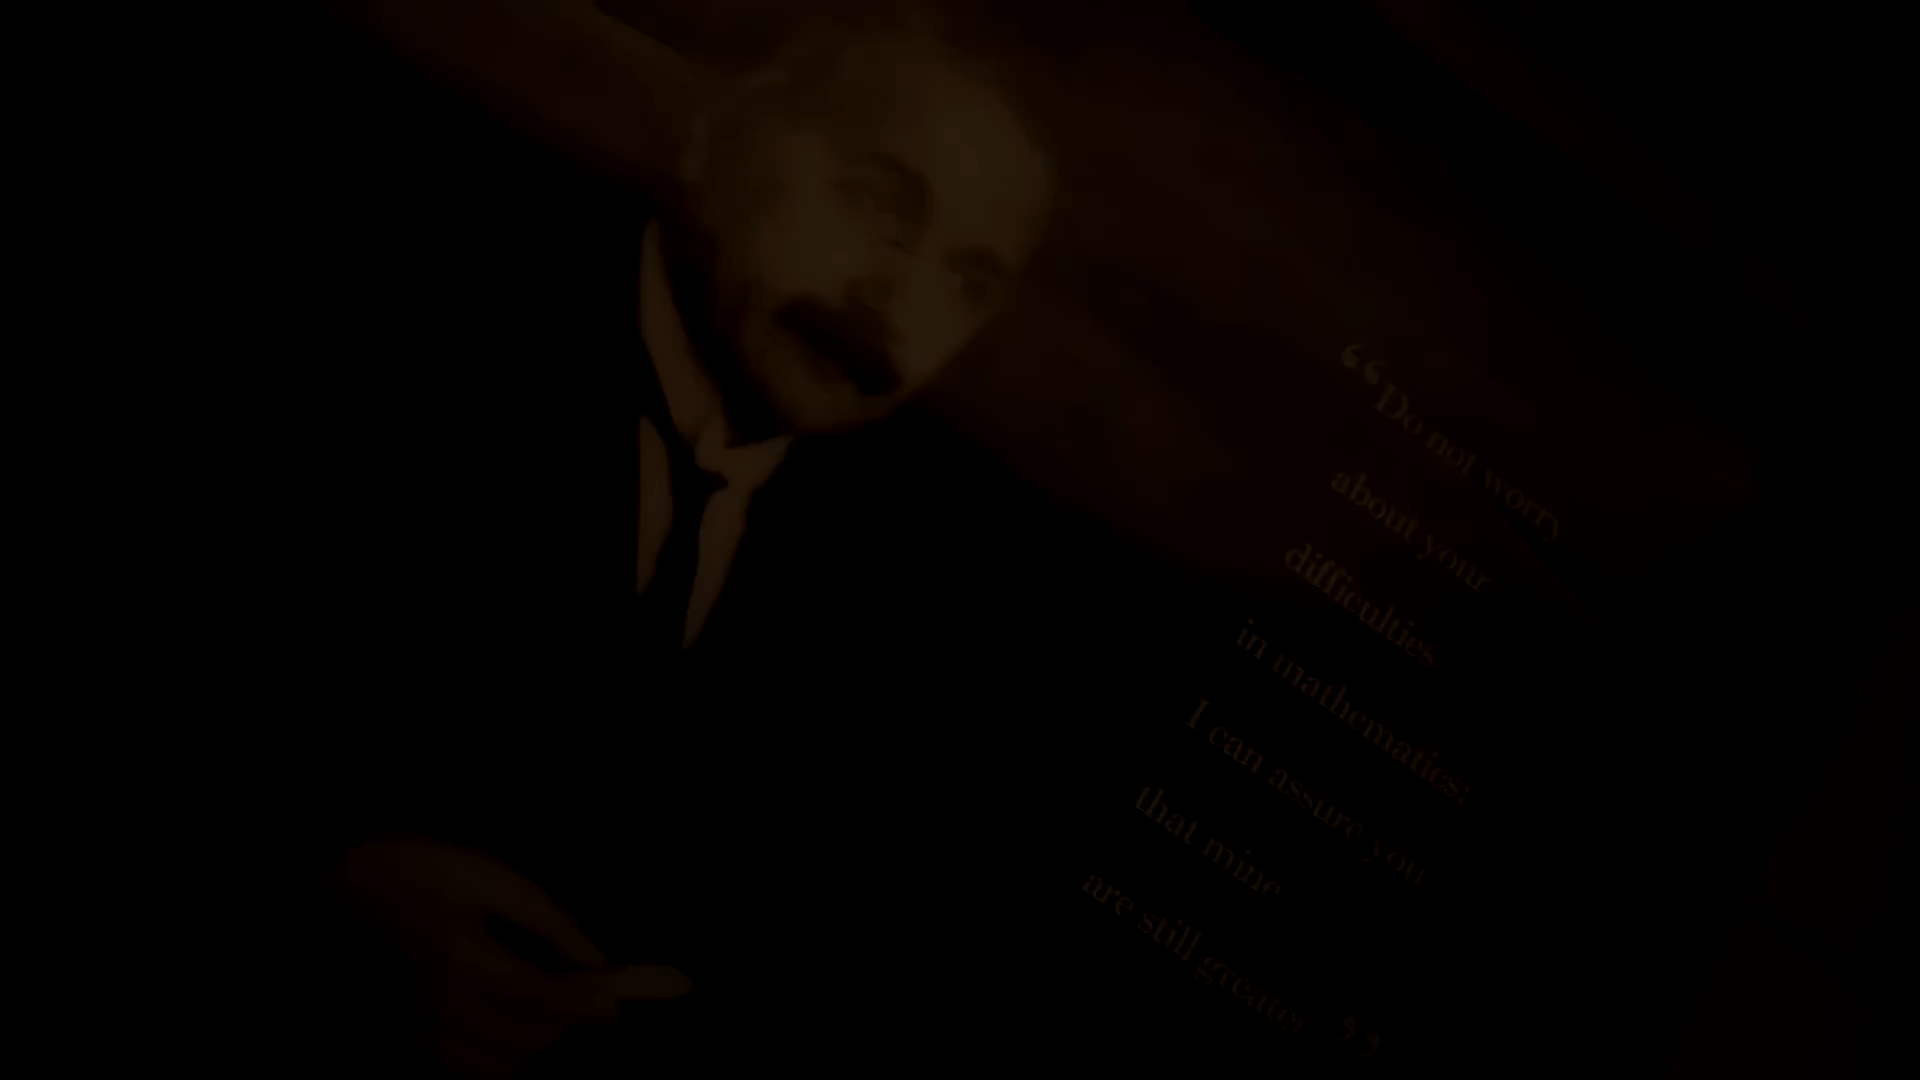 “Do not worry
about your
difficulties
in mathematics;
I can assure you
that mine
are still greater ”